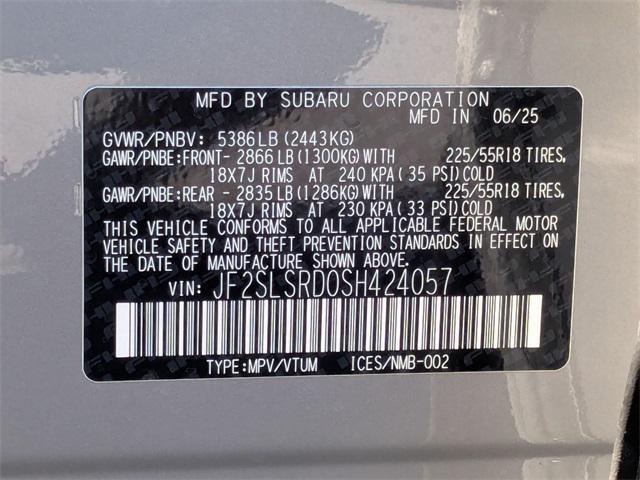 MFD BY SUBARU CORPORATION
MFD IN 06/25
GVWR/PNBV: 5386LB(2443KG)
GAWR/PNBE:FRONT- 2866 LB(1300KG)WITH 225/55R18 TIRES,
18X7J RIMS AT 240 KPA( 35 PSI)COLD
GAWR/PNBE:REAR - 2835 LB(1286KG)WITH 225/55R18 TIRES,
18X7J RIMS AT 230 KPA(33 PSI)COLD
THIS VEHICLE CONFORMS TO ALL APPLICABLE FEDERAL MOTOR
VEHICLE SAFETY AND THEFT PREVENTION STANDARDS IN EFFECT ON
THE DATE OF MANUFACTURE SHOWN ABOVE.
VIN: JF2SLSRD0SH424057
TYPE:MPV/VTUM ICES/NMB-002